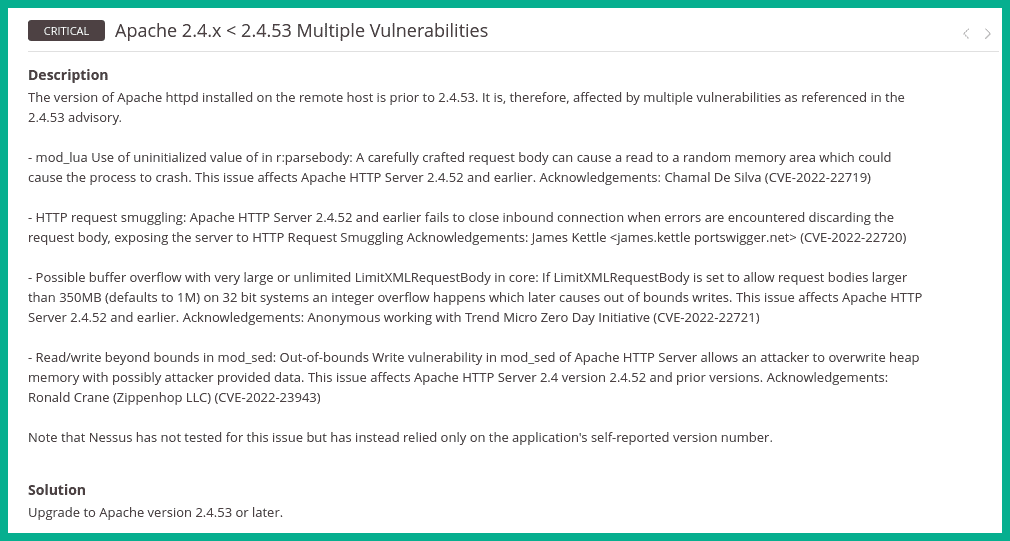 CRITICAL Apache 2.4.x < 2.4.53 Multiple Vulnerabilities
Description
The version of Apache httpd installed on the remote host is prior to 2.4.53. It is, therefore, affected by multiple vulnerabilities as referenced in the
2.4.53 advisory.
- mod_lua Use of uninitialized value of in r:parsebody: A carefully crafted request body can cause a read to a random memory area which could
cause the process to crash. This issue affects Apache HTTP Server 2.4.52 and earlier. Acknowledgements: Chamal De Silva (CVE-2022-22719)
- HTTP request smuggling: Apache HTTP Server 2.4.52 and earlier fails to close inbound connection when errors are encountered discarding the
request body, exposing the server to HTTP Request Smuggling Acknowledgements: James Kettle <james.kettle portswigger.net> (CVE-2022-22720)
- Possible buffer overflow with very large or unlimited LimitXMLRequestBody in core: If LimitXMLRequestBody is set to allow request bodies larger
than 350MB (defaults to 1M) on 32 bit systems an integer overflow happens which later causes out of bounds writes. This issue affects Apache HTTP
Server 2.4.52 and earlier. Acknowledgements: Anonymous working with Trend Micro Zero Day Initiative (CVE-2022-22721)
- Read/write beyond bounds in mod_sed: Out-of-bounds Write vulnerability in mod_sed of Apache HTTP Server allows an attacker to overwrite heap
memory with possibly attacker provided data. This issue affects Apache HTTP Server 2.4 version 2.4.52 and prior versions. Acknowledgements:
Ronald Crane (Zippenhop LLC) (CVE-2022-23943)
Note that Nessus has not tested for this issue but has instead relied only on the application's self-reported version number.
Solution
Upgrade to Apache version 2.4.53 or later.